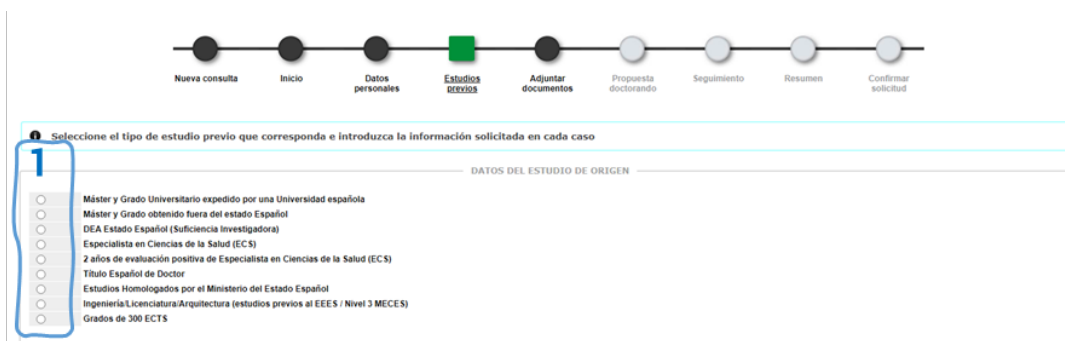 Nueva consulta
Inicio
Datos
personales
Estudios
previos
Adjuntar
documentos
Propuesta
doctorando
Seguimiento
Resumen
Confirmar
solicitud
Seleccione el tipo de estudio previo que corresponda e introduzca la información solicitada en cada caso
1
DATOS DEL ESTUDIO DE ORIGEN
Máster y Grado Universitario expedido por una Universidad española
Máster y Grado obtenido fuera del estado Español
DEA Estado Español (Suficiencia Investigadora)
Especialista en Ciencias de la Salud (ECS)
2 años de evaluación positiva de Especialista en Ciencias de la Salud (ECS)
Título Español de Doctor
Estudios Homologados por el Ministerio del Estado Español
Ingeniería/Licenciatura/Arquitectura (estudios previos al EEES / Nivel 3 MECES)
Grados de 300 ECTS